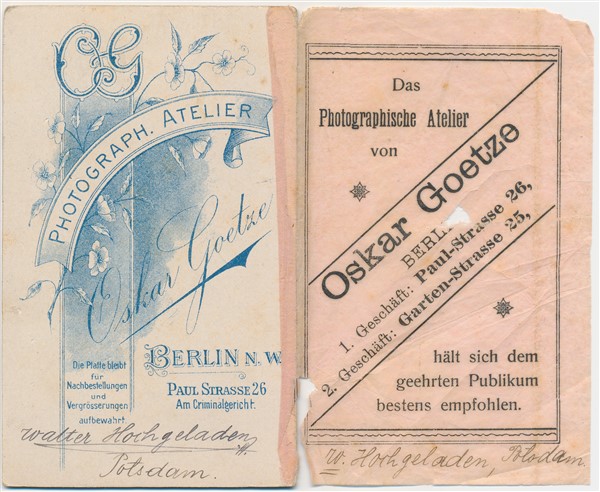 OG
PHOTOGRAPH. ATELIER
Oskar Goetze
BERLIN N. W.
PAUL STRASSE 26
Am Criminalgericht.
Die Platte bleibt
für
Nachbestellungen
und
Vergrösserungen
aufbewahrt.
Walter Hochgeladen
Potsdam.
Das
Photographische Atelier
von
Oskar Goetze
BERLI
1. Geschäft: Paul-Strasse 26,
2. Geschäft: Garten-Strasse 25,
hält sich dem
geehrten Publikum
bestens empfohlen.
W. Hochgeladen, Potsdam.